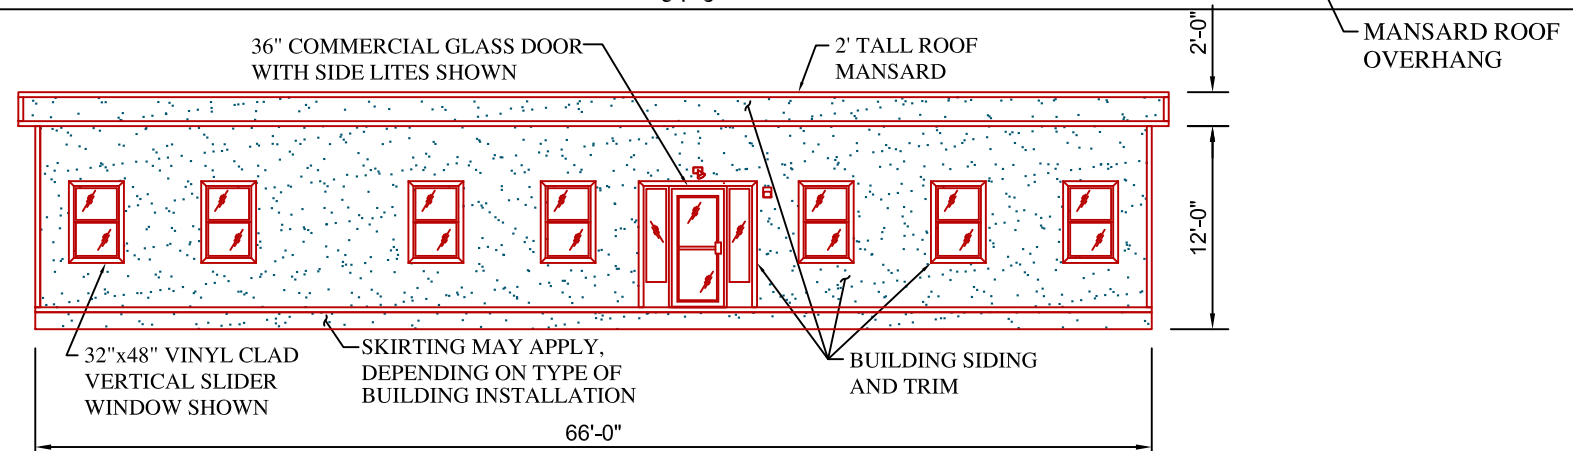 36" COMMERCIAL GLASS DOOR
WITH SIDE LITES SHOWN
2' TALL ROOF
MANSARD
2'-0"
MANSARD ROOF
OVERHANG
12'-0"
32"x48" VINYL CLAD
VERTICAL SLIDER
WINDOW SHOWN
SKIRTING MAY APPLY,
DEPENDING ON TYPE OF
BUILDING INSTALLATION
BUILDING SIDING
AND TRIM
66'-0"